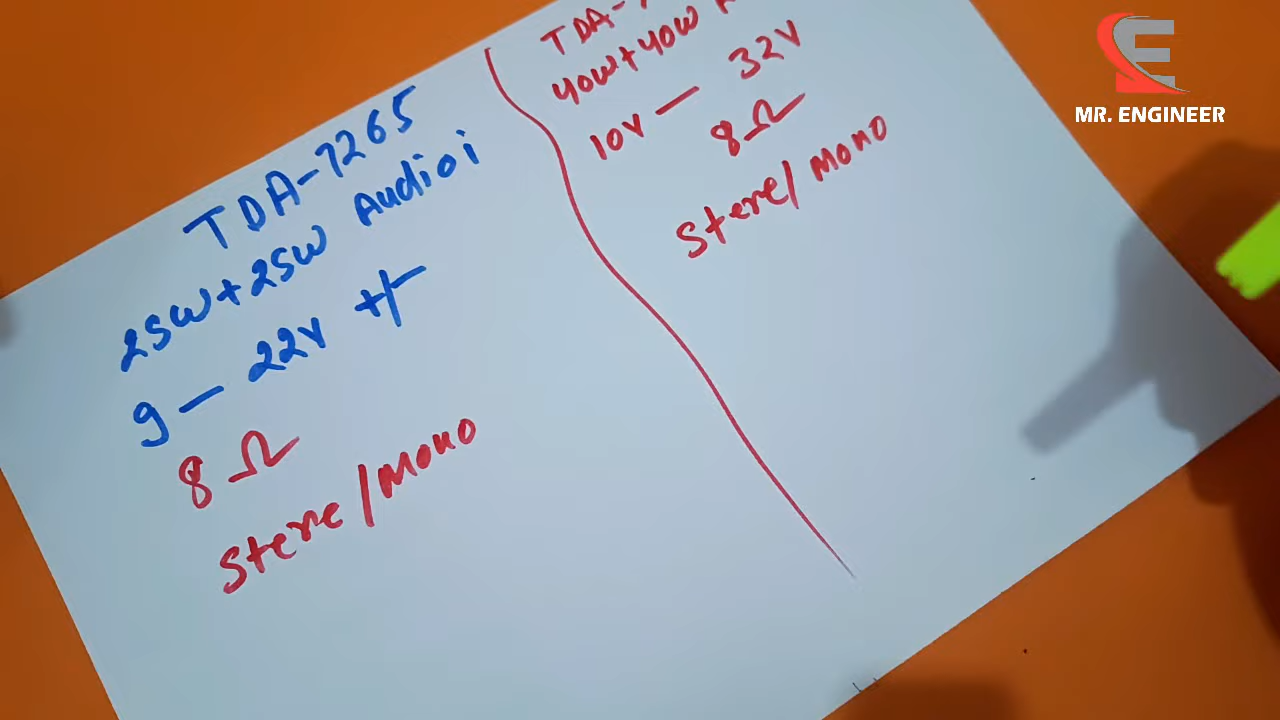 TDA-7265
25W+25W Audio i
9 — 22V +/-
8 Ω
Stere/Mono
TDA-
40W+40W
10V — 32V
8Ω
Stere/Mono
MR. ENGINEER